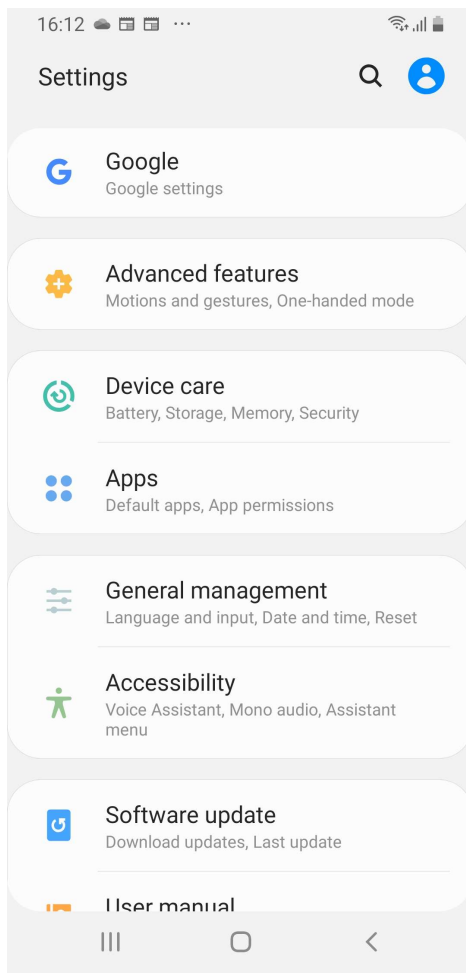 16:12
Settings
Google
Google settings
Advanced features
Motions and gestures, One-handed mode
Device care
Battery, Storage, Memory, Security
Apps
Default apps, App permissions
General management
Language and input, Date and time, Reset
Accessibility
Voice Assistant, Mono audio, Assistant
menu
Software update
Download updates, Last update
User manual